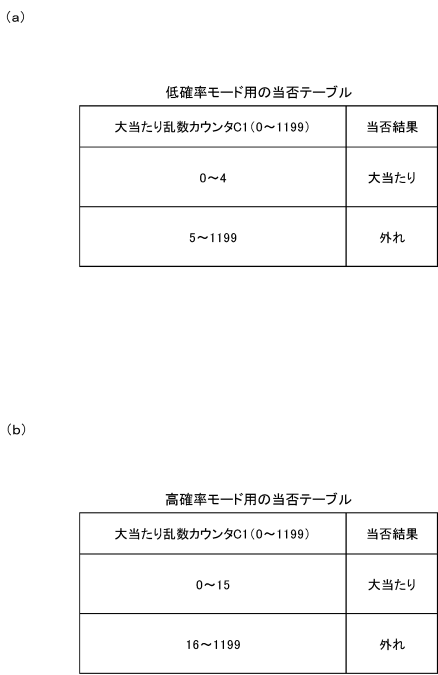 (a)
低確率モード用の当否テーブル
大当たり乱数カウンタC1(0～1199) 当否結果
0～4 大当たり
5～1199 外れ
(b)
高確率モード用の当否テーブル
大当たり乱数カウンタC1(0～1199) 当否結果
0～15 大当たり
16～1199 外れ